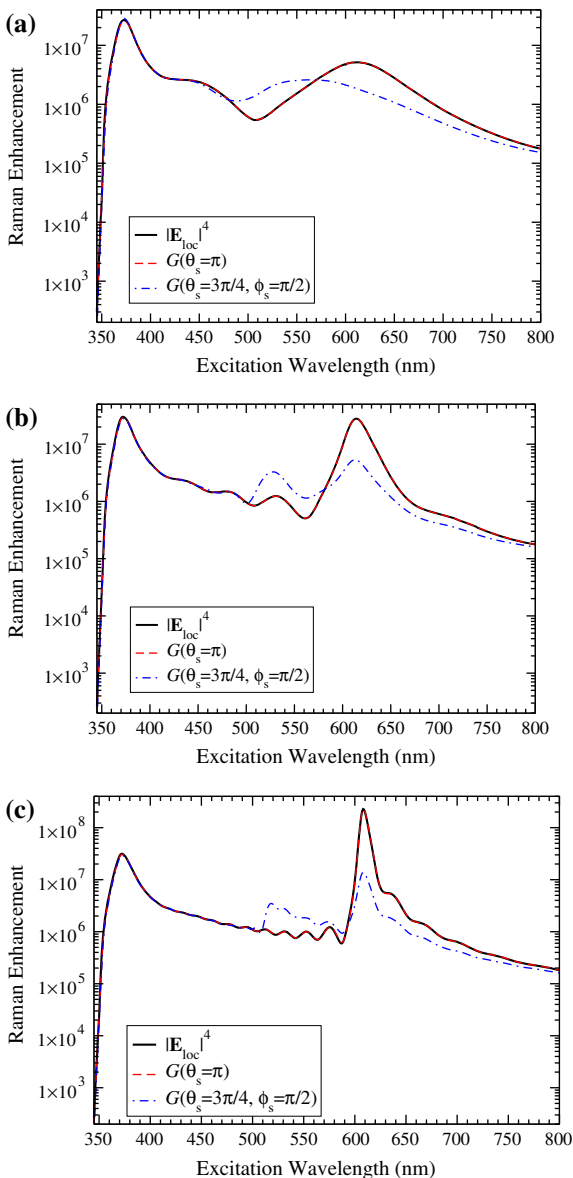 (a)
Raman Enhancement
1×10⁷
1×10⁶
1×10⁵
1×10⁴
1×10³
|E_loc|⁴
G(θ_s=π)
G(θ_s=3π/4, ϕ_s=π/2)
350 400 450 500 550 600 650 700 750 800
Excitation Wavelength (nm)
(b)
Raman Enhancement
1×10⁷
1×10⁶
1×10⁵
1×10⁴
1×10³
|E_loc|⁴
G(θ_s=π)
G(θ_s=3π/4, ϕ_s=π/2)
350 400 450 500 550 600 650 700 750 800
Excitation Wavelength (nm)
(c)
Raman Enhancement
1×10⁸
1×10⁷
1×10⁶
1×10⁵
1×10⁴
1×10³
|E_loc|⁴
G(θ_s=π)
G(θ_s=3π/4, ϕ_s=π/2)
350 400 450 500 550 600 650 700 750 800
Excitation Wavelength (nm)